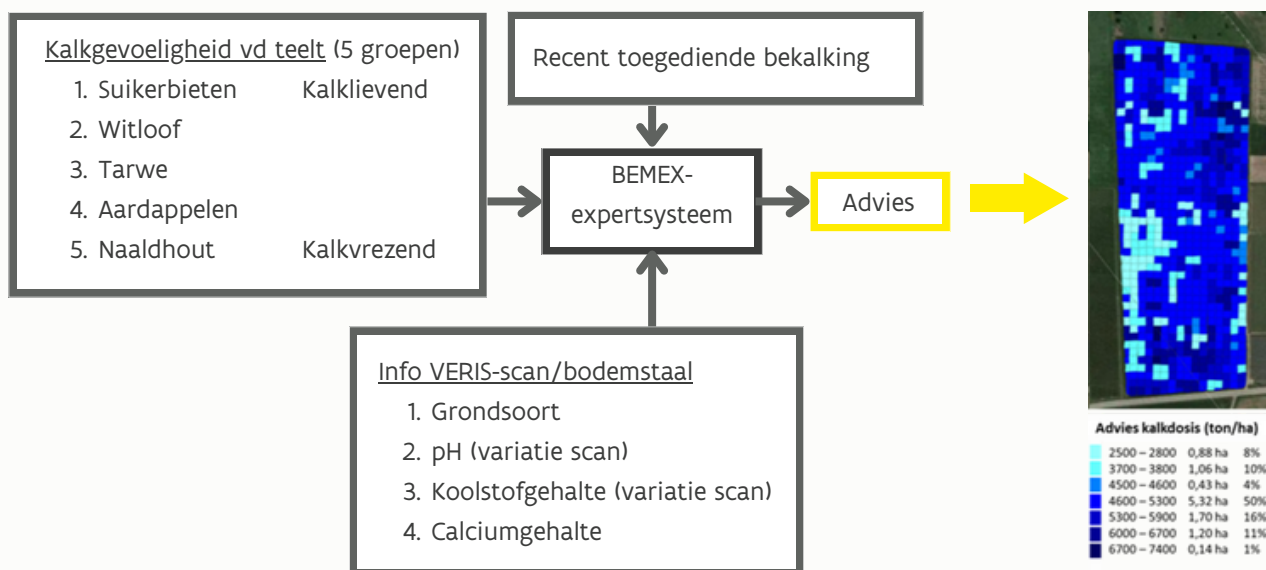 Kalkgevoeligheid vd teelt (5 groepen)
1. Suikerbieten Kalklievend
2. Witloof
3. Tarwe
4. Aardappelen
5. Naaldhout Kalkvrezend
Recent toegediende bekalking
BEMEX-
expertsysteem
Advies
Info VERIS-scan/bodemstaal
1. Grondsoort
2. pH (variatie scan)
3. Koolstofgehalte (variatie scan)
4. Calciumgehalte
Advies kalkdosis (ton/ha)
2500 – 2800 0,88 ha 8%
3700 – 3800 1,06 ha 10%
4500 – 4600 0,43 ha 4%
4600 – 5300 5,32 ha 50%
5300 – 5900 1,70 ha 16%
6000 – 6700 1,20 ha 11%
6700 – 7400 0,14 ha 1%